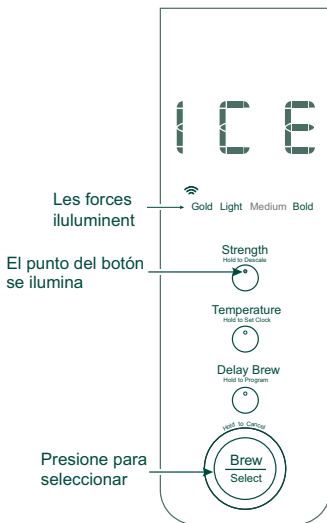 ICE
Gold Light Medium Bold
Les forces
iluluminent
Strength
Hold to Descale
El punto del botón
se ilumina
Temperature
Hold to Set Clock
Delay Brew
Hold to Program
Hold to Cancel
Brew
Select
Presione para
seleccionar